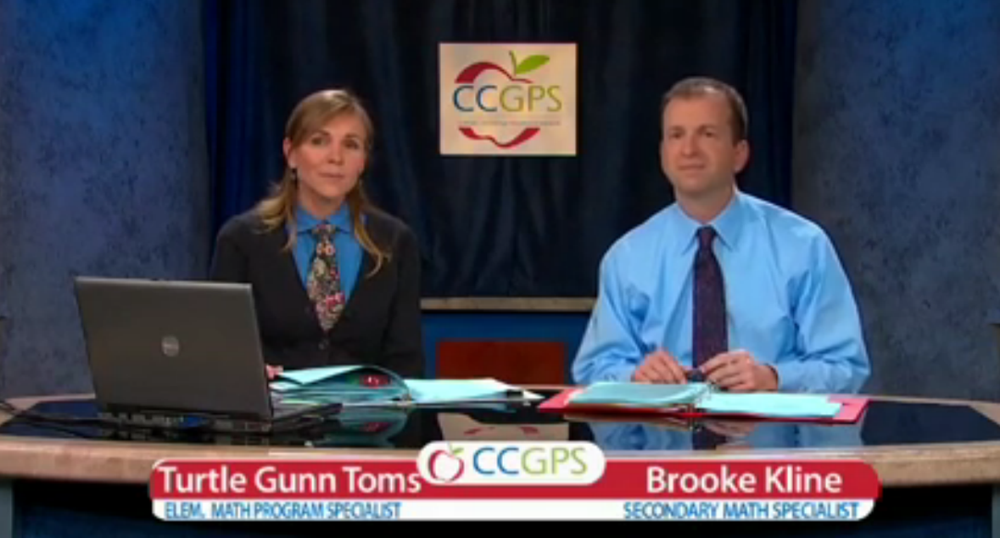 CCGPS
Turtle Gunn Toms
CCGPS
Brooke Kline
ELEM. MATH PROGRAM SPECIALIST
SECONDARY MATH SPECIALIST